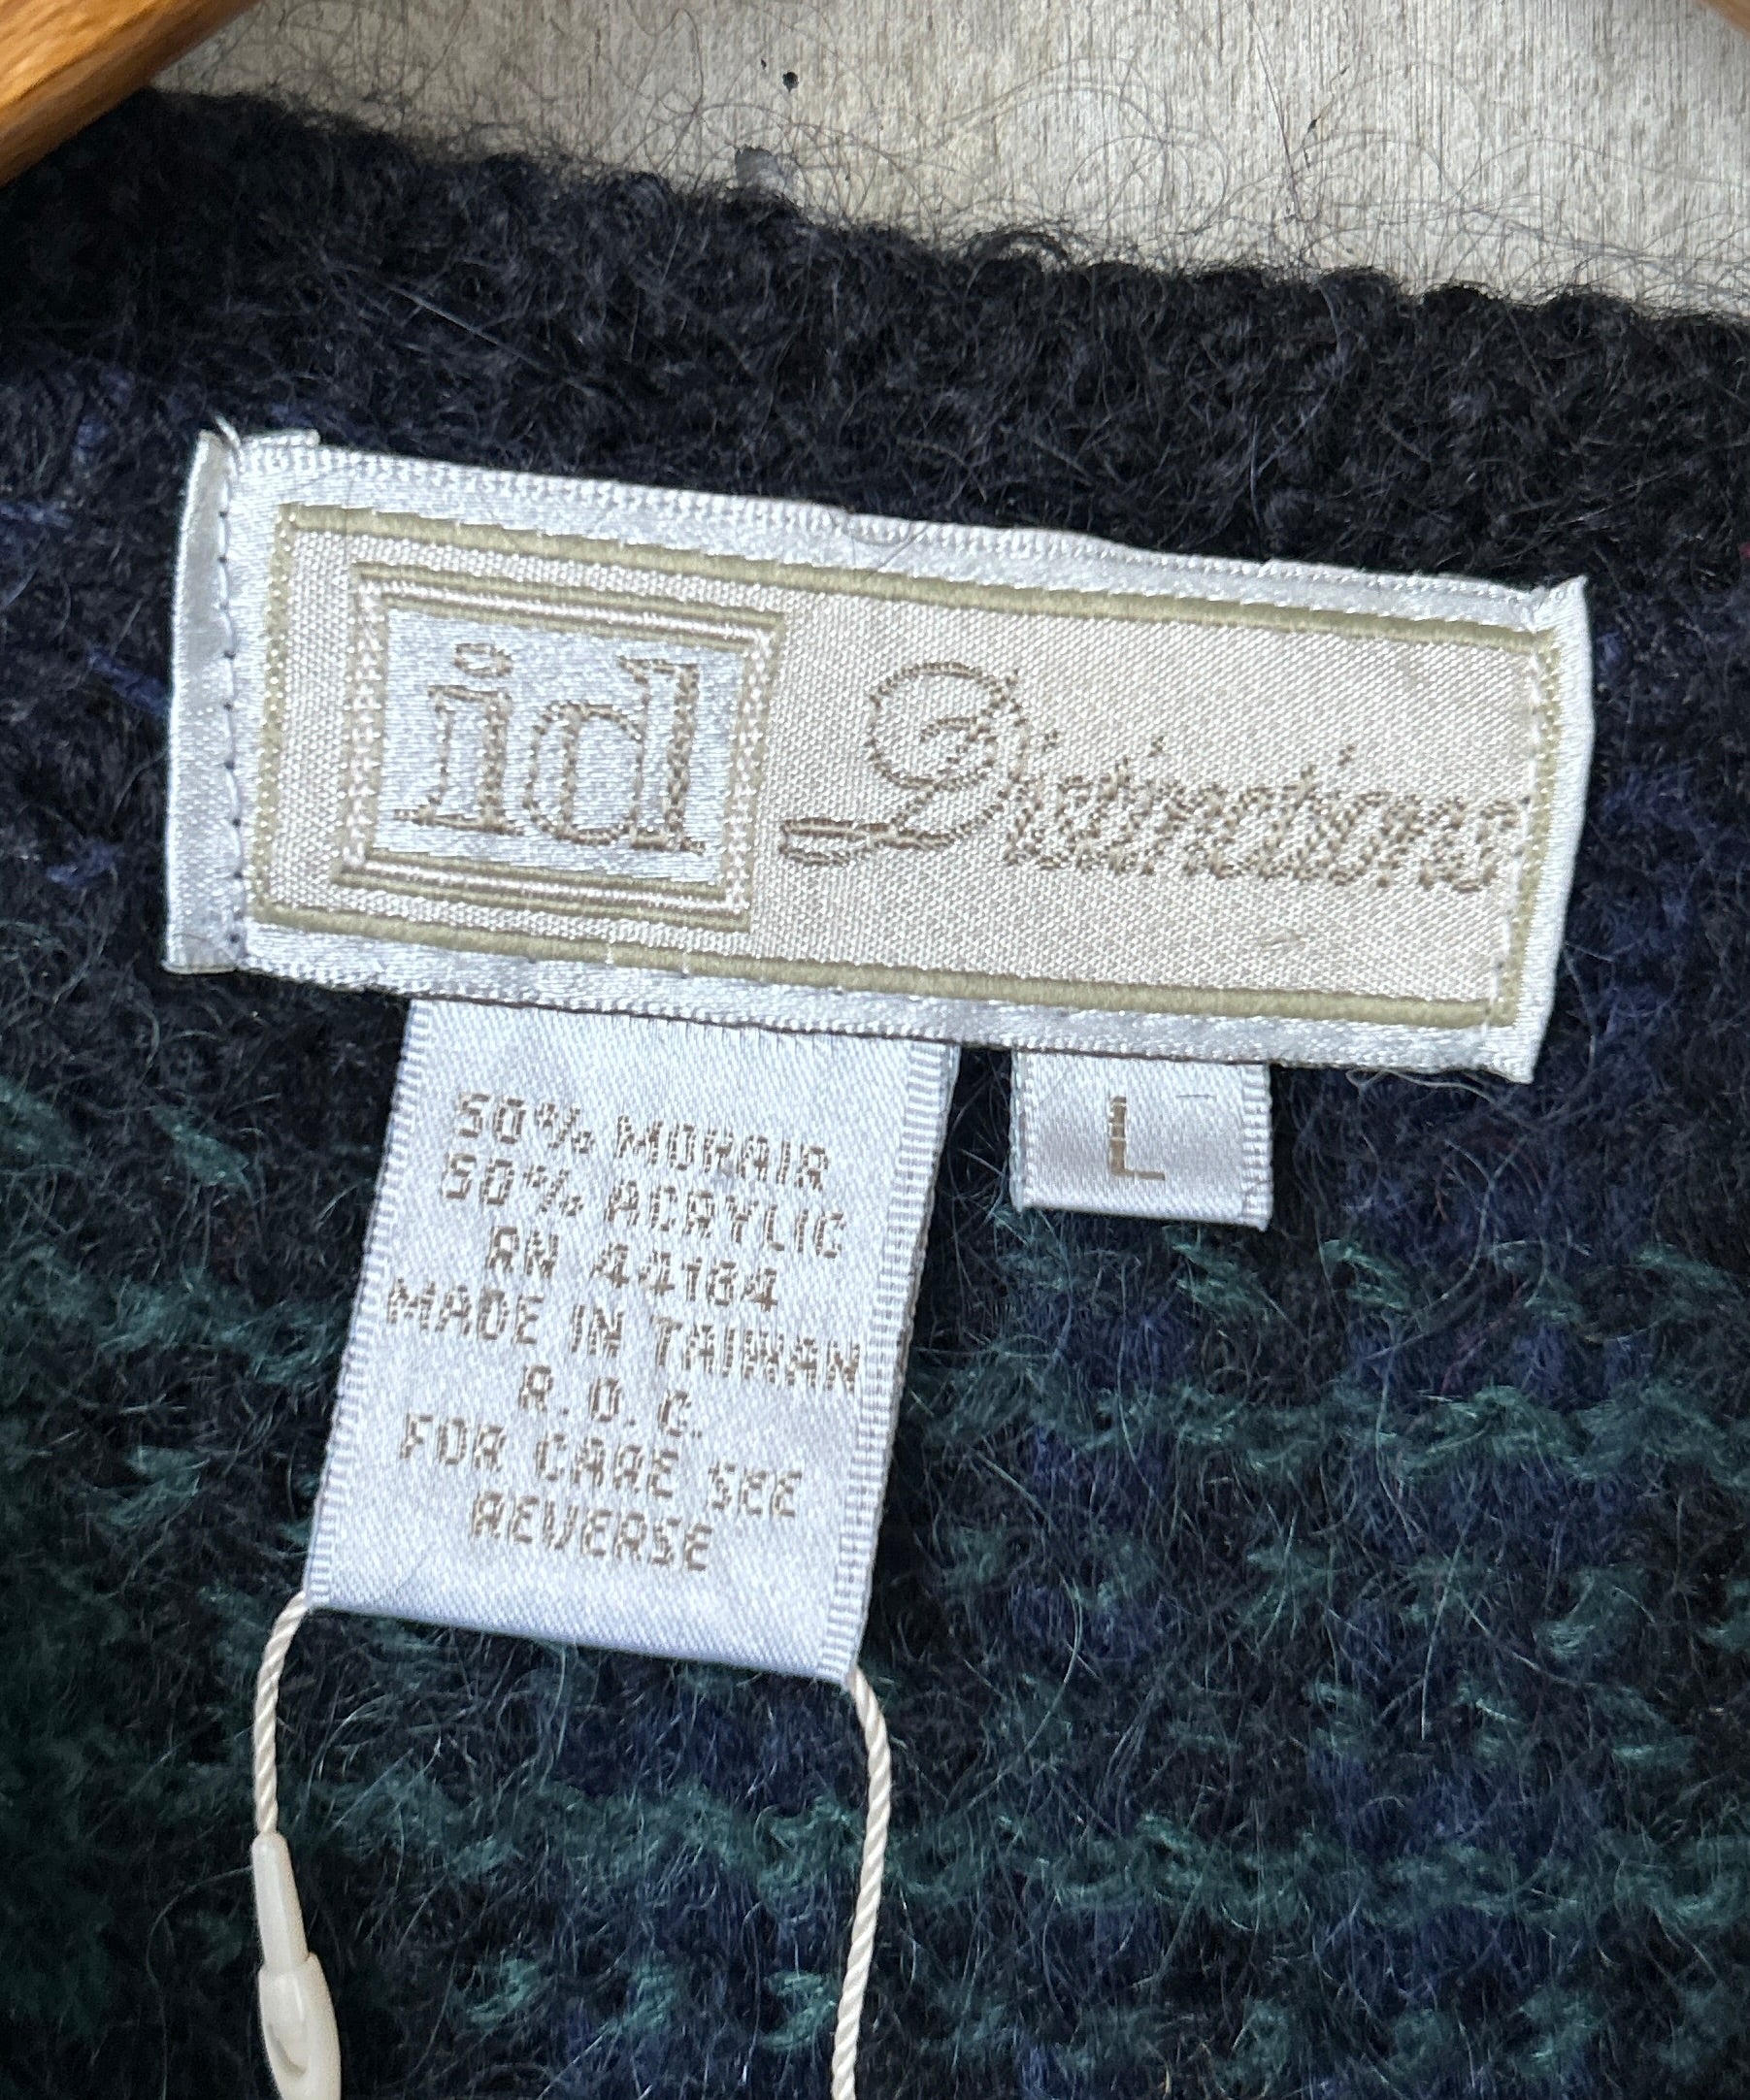 id Distinctions
50% MOHAIR
50% ACRYLIC
RN 44184
MADE IN TAIWAN
R.O.C.
FOR CARE SEE
REVERSE
L